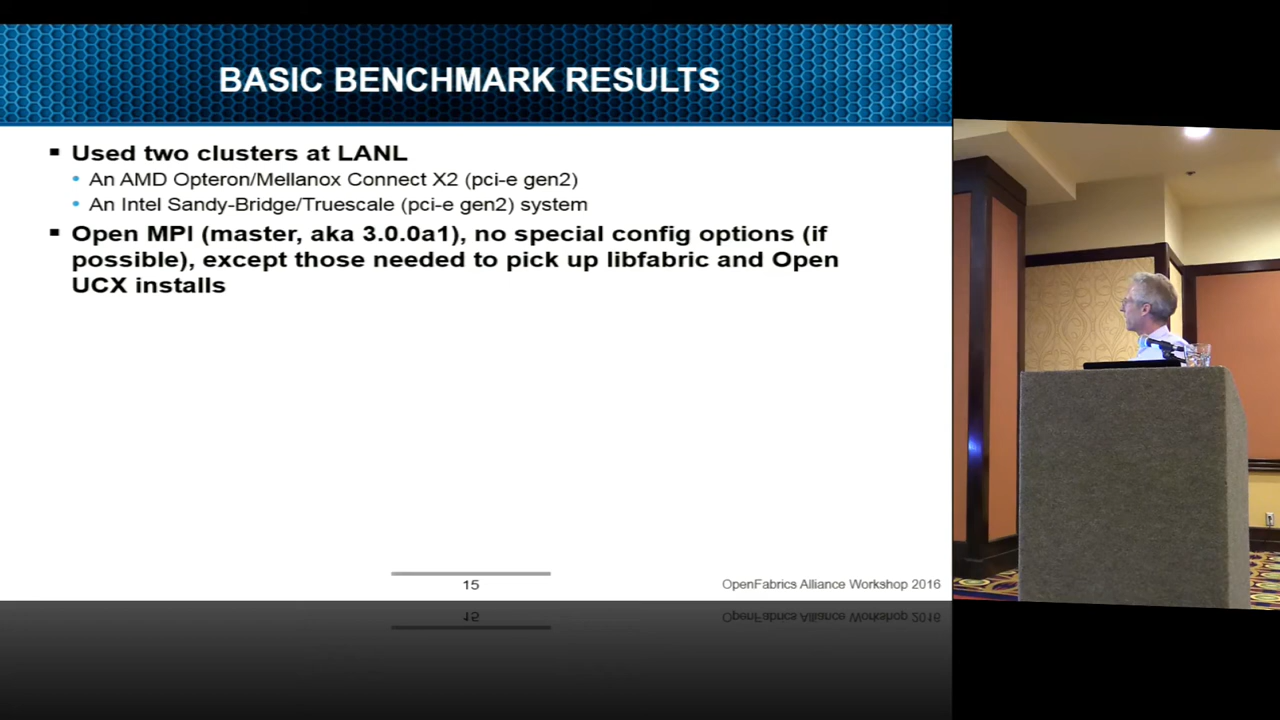 BASIC BENCHMARK RESULTS
Used two clusters at LANL
An AMD Opteron/Mellanox Connect X2 (pci-e gen2)
An Intel Sandy-Bridge/Truescale (pci-e gen2) system
Open MPI (master, aka 3.0.0a1), no special config options (if
possible), except those needed to pick up libfabric and Open
UCX installs
15
OpenFabrics Alliance Workshop 2016